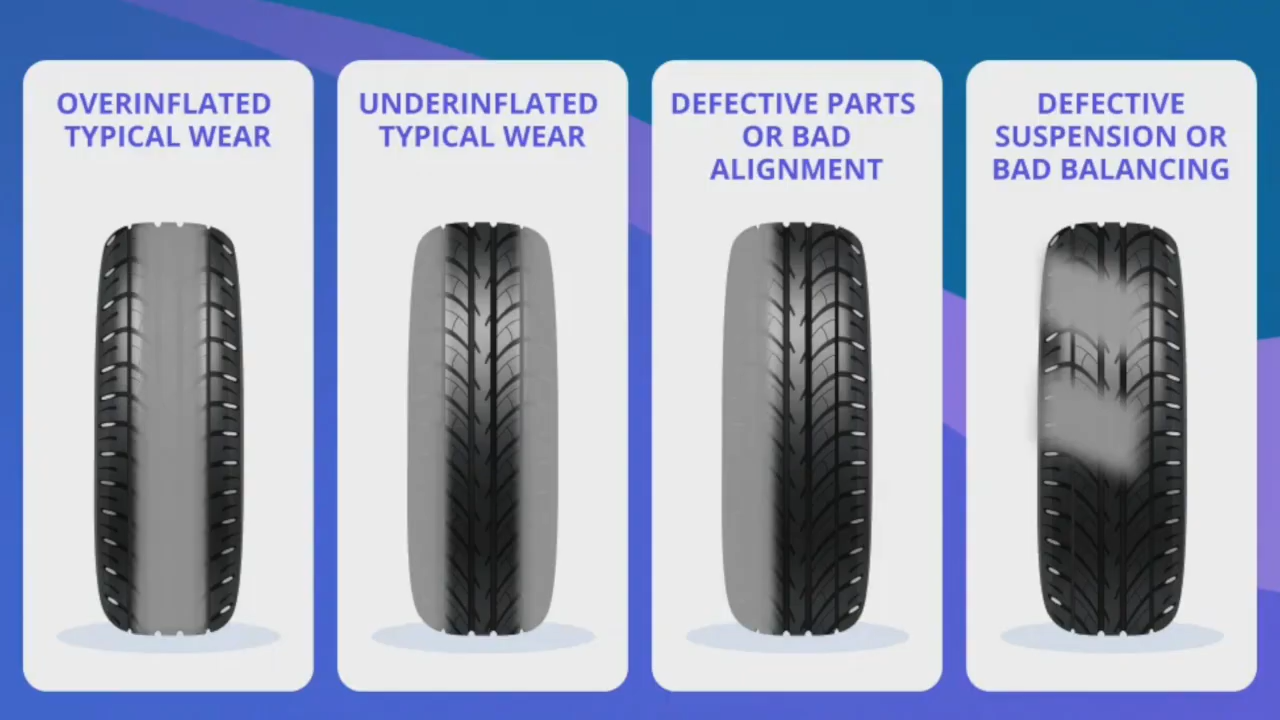 OVERINFLATED
TYPICAL WEAR
UNDERINFLATED
TYPICAL WEAR
DEFECTIVE PARTS
OR BAD
ALIGNMENT
DEFECTIVE
SUSPENSION OR
BAD BALANCING